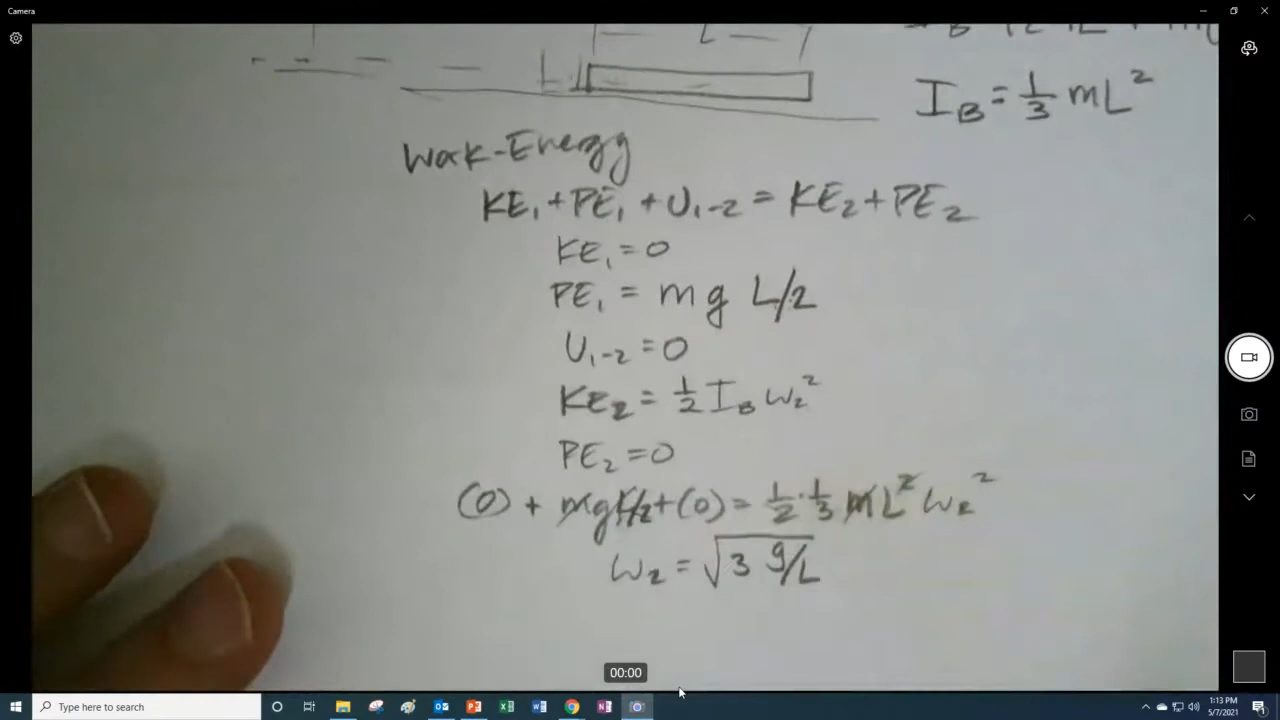 Camera
L
I_B = 1/3 mL²
Work-Energy
KE₁ + PE₁ + U₁₋₂ = KE₂ + PE₂
KE₁ = 0
PE₁ = mg L/2
U₁₋₂ = 0
KE₂ = 1/2 I_B ω₂²
PE₂ = 0
(0) + mgL/2 + (0) = 1/2 · 1/3 mL² ω₂²
ω₂ = √3 g/L
00:00
Type here to search
1:13 PM
5/7/2021